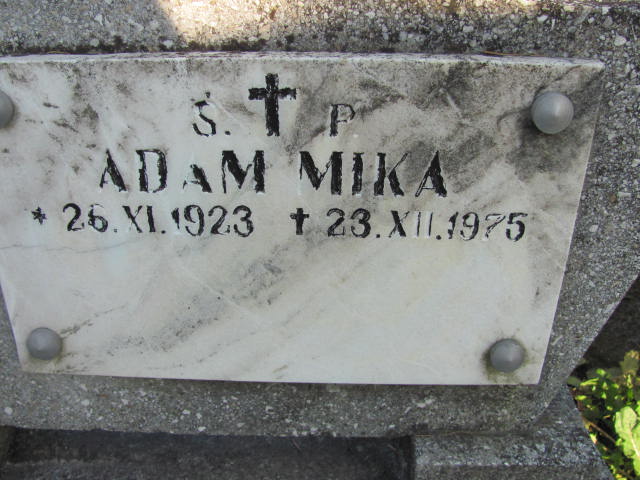 Ś. ✝ P
ADAM MIKA
* 26.XI.1923 ✝ 23.XII.1975